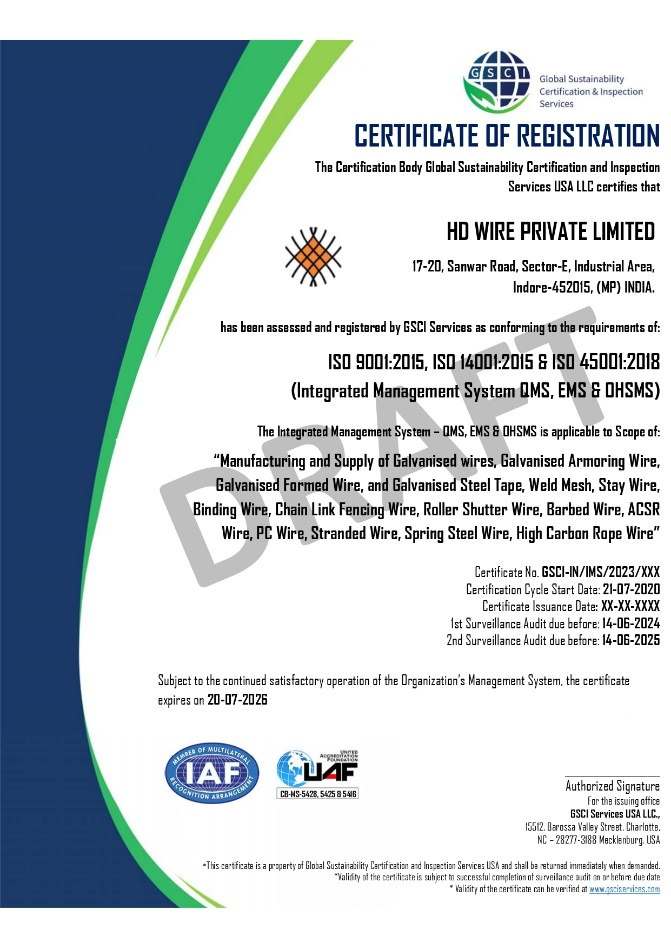 GSCI
Global Sustainability
Certification & Inspection
Services
CERTIFICATE OF REGISTRATION
The Certification Body Global Sustainability Certification and Inspection
Services USA LLC certifies that
HD WIRE PRIVATE LIMITED
17-20, Sanwar Road, Sector-E, Industrial Area,
Indore-452015, (MP) INDIA.
has been assessed and registered by GSCI Services as conforming to the requirements of:
ISO 9001:2015, ISO 14001:2015 & ISO 45001:2018
(Integrated Management System QMS, EMS & OHSMS)
DRAFT
The Integrated Management System – QMS, EMS & OHSMS is applicable to Scope of:
“Manufacturing and Supply of Galvanised wires, Galvanised Armoring Wire,
Galvanised Formed Wire, and Galvanised Steel Tape, Weld Mesh, Stay Wire,
Binding Wire, Chain Link Fencing Wire, Roller Shutter Wire, Barbed Wire, ACSR
Wire, PC Wire, Stranded Wire, Spring Steel Wire, High Carbon Rope Wire”
Certificate No. GSCI-IN/IMS/2023/XXX
Certification Cycle Start Date: 21-07-2020
Certificate Issuance Date: XX-XX-XXXX
1st Surveillance Audit due before: 14-06-2024
2nd Surveillance Audit due before: 14-06-2025
Subject to the continued satisfactory operation of the Organization’s Management System, the certificate
expires on 20-07-2026
MEMBER OF MULTILATERAL
IAF
RECOGNITION ARRANGEMENT
UNITED
ACCREDITATION
FOUNDATION
UAF
CB-MS-5428, 5425 & 5416
Authorized Signature
For the issuing office
GSCI Services USA LLC.,
15512, Barossa Valley Street, Charlotte,
NC – 28277-3188 Mecklenburg, USA
*This certificate is a property of Global Sustainability Certification and Inspection Services USA and shall be returned immediately when demanded.
*Validity of the certificate is subject to successful completion of surveillance audit on or before due date
* Validity of the certificate can be verified at www.gsciservices.com